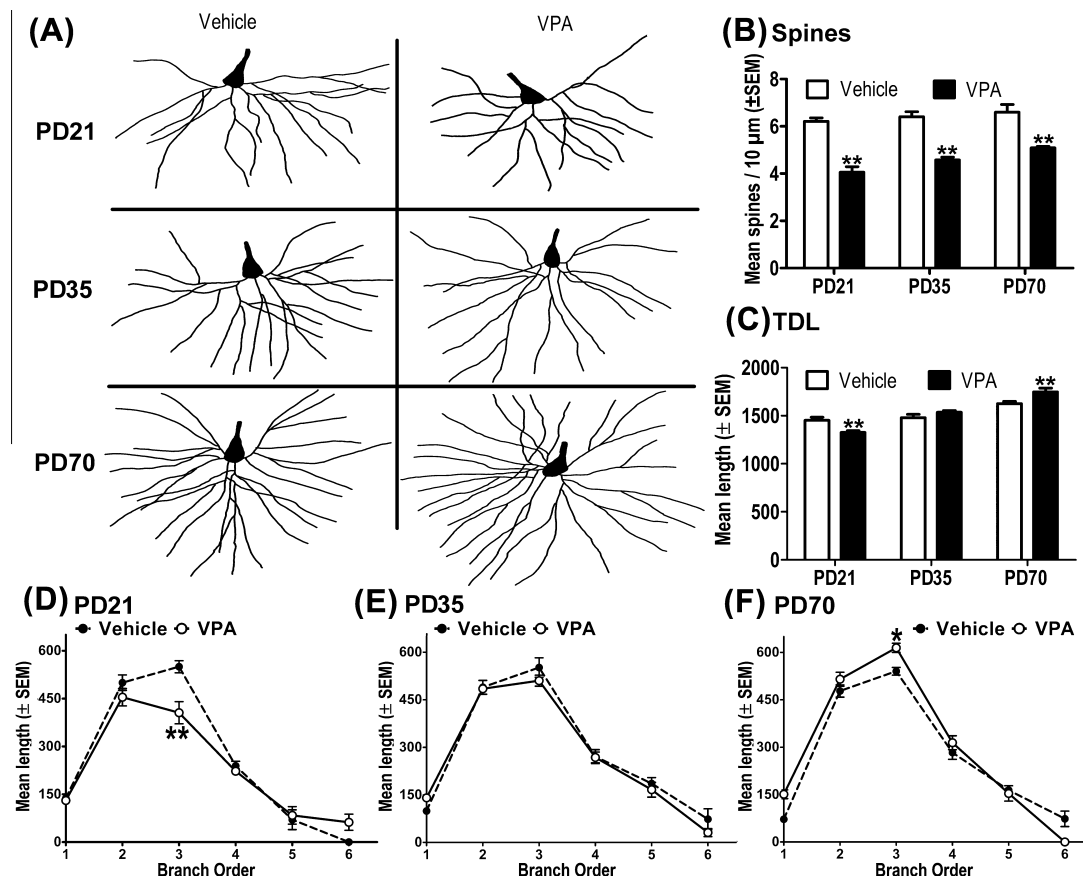 (A)
Vehicle
VPA
PD21
PD35
PD70
(B) Spines
Mean spines / 10 µm (±SEM)
8
6
4
2
0
Vehicle
VPA
**
**
**
PD21
PD35
PD70
(C) TDL
Mean length (± SEM)
2000
1500
1000
500
0
Vehicle
VPA
**
**
PD21
PD35
PD70
(D) PD21
Vehicle
VPA
Mean length (± SEM)
600
450
300
150
0
**
1 2 3 4 5 6
Branch Order
(E) PD35
Vehicle
VPA
Mean length (± SEM)
600
450
300
150
0
1 2 3 4 5 6
Branch Order
(F) PD70
Vehicle
VPA
Mean length (± SEM)
600
450
300
150
0
*
1 2 3 4 5 6
Branch Order